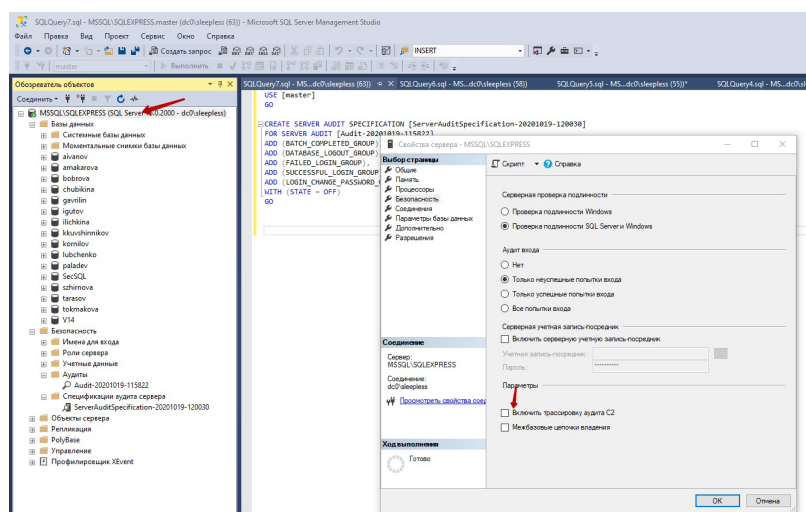 SQLQuery7.sql - MSSQL\SQLEXPRESS.master (dc0\sleepless (63)) - Microsoft SQL Server Management Studio
Файл Правка Вид Проект Сервис Окно Справка
Создать запрос INSERT
master Выполнить
Обозреватель объектов
SQLQuery7.sql - MS...dc0\sleepless (63)) SQLQuery6.sql - MS...dc0\sleepless (58)) SQLQuery5.sql - MS...dc0\sleepless (55))* SQLQuery4.sql - MS...dc0\sle
Соединить
MSSQL\SQLEXPRESS (SQL Server .0.2000 - dc0\sleepless)
Базы данных
Системные базы данных
Моментальные снимки базы данных
aivanov
amakarova
bobrova
chubikina
gavrilin
igutov
ilichkina
kkuvshinnikov
kornilov
lubchenko
paladev
SecSQL
szhirnova
tarasov
tokmakova
V14
Безопасность
Имена для входа
Роли сервера
Учетные данные
Аудиты
Audit-20201019-115822
Спецификации аудита сервера
ServerAuditSpecification-20201019-120030
Объекты сервера
Репликация
PolyBase
Управление
Профилировщик XEvent
USE [master]
GO
CREATE SERVER AUDIT SPECIFICATION [ServerAuditSpecification-20201019-120030]
FOR SERVER AUDIT [Audit-20201019-115822]
ADD (BATCH_COMPLETED_GROUP)
ADD (DATABASE_LOGOUT_GROUP)
ADD (FAILED_LOGIN_GROUP),
ADD (SUCCESSFUL_LOGIN_GROUP
ADD (LOGIN_CHANGE_PASSWORD_
WITH (STATE = OFF)
GO
Свойства сервера - MSSQL\SQLEXPRESS
Выбор страницы
Общие
Память
Процессоры
Безопасность
Соединения
Параметры базы данных
Дополнительно
Разрешения
Соединение
Сервер:
MSSQL\SQLEXPRESS
Соединение:
dc0\sleepless
Просмотреть свойства соед
Ход выполнения
Готово
Скрипт Справка
Серверная проверка подлинности
Проверка подлинности Windows
Проверка подлинности SQL Server и Windows
Аудит входа
Нет
Только неуспешные попытки входа
Только успешные попытки входа
Все попытки входа
Серверная учетная запись-посредник
Включить серверную учетную запись-посредник
Учетная запись-посредник:
Пароль: **********
Параметры
Включить трассировку аудита C2
Межбазовые цепочки владения
OK Отмена